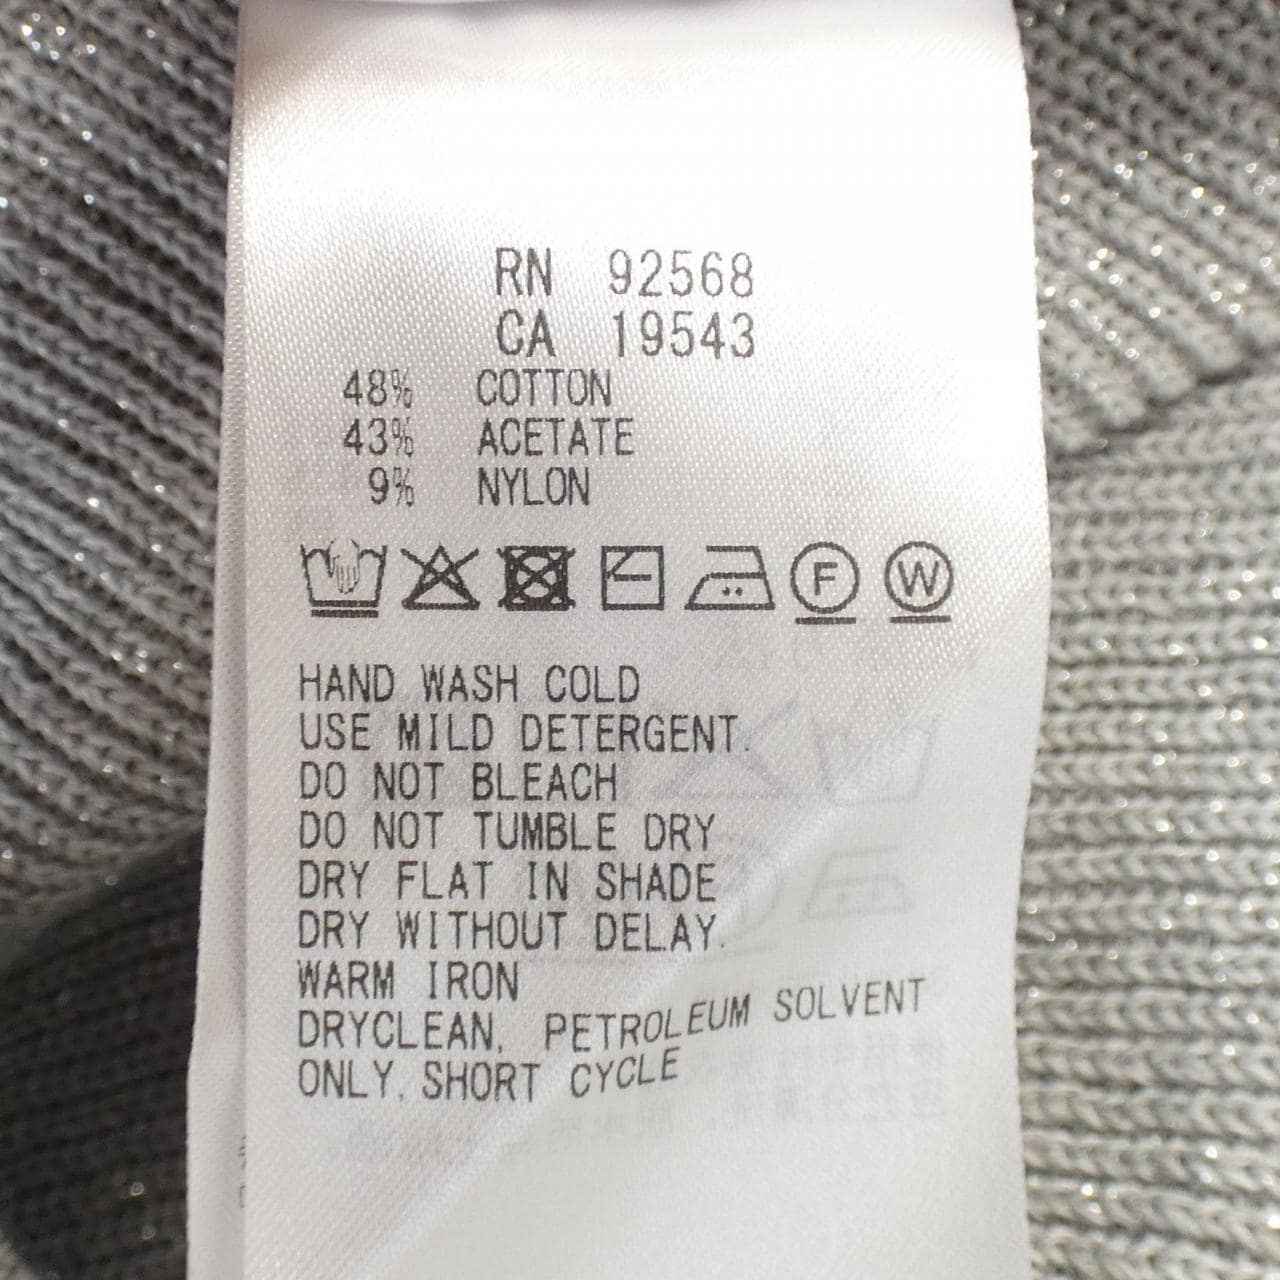 RN 92568
CA 19543
48% COTTON
43% ACETATE
9% NYLON
F W
HAND WASH COLD
USE MILD DETERGENT.
DO NOT BLEACH
DO NOT TUMBLE DRY
DRY FLAT IN SHADE
DRY WITHOUT DELAY.
WARM IRON
DRYCLEAN, PETROLEUM SOLVENT
ONLY. SHORT CYCLE